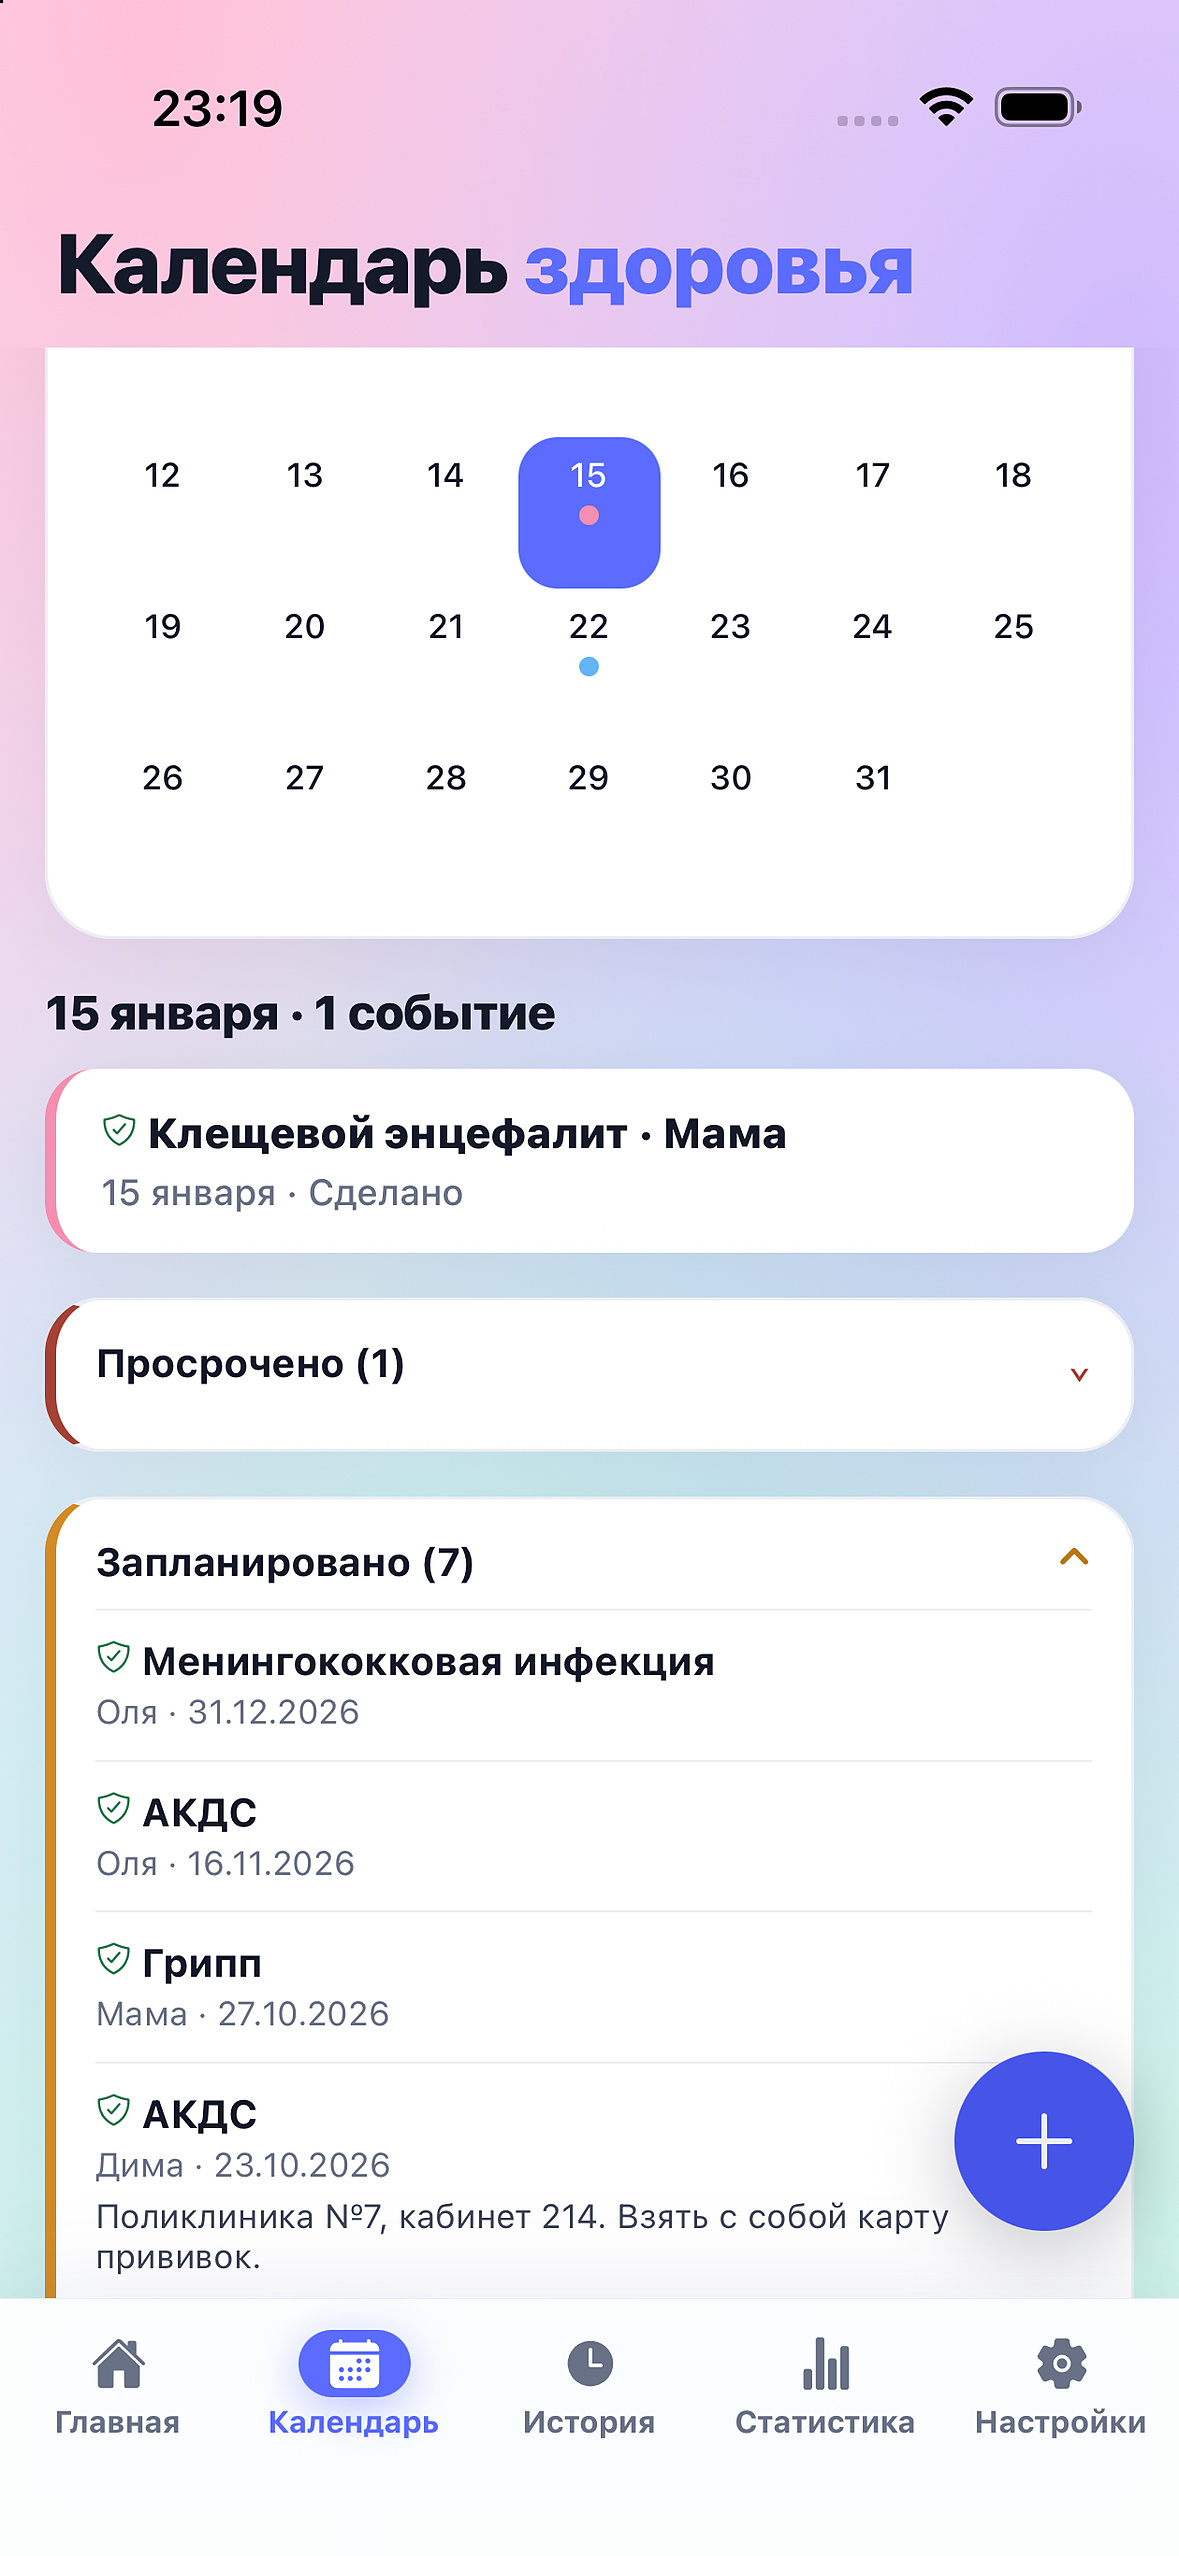 23:19
Календарь здоровья
12 13 14 15 16 17 18
19 20 21 22 23 24 25
26 27 28 29 30 31
15 января · 1 событие
Клещевой энцефалит · Мама
15 января · Сделано
Просрочено (1)
Запланировано (7)
Менингококковая инфекция
Оля · 31.12.2026
АКДС
Оля · 16.11.2026
Грипп
Мама · 27.10.2026
АКДС
Дима · 23.10.2026
Поликлиника №7, кабинет 214. Взять с собой карту
прививок.
Главная Календарь История Статистика Настройки